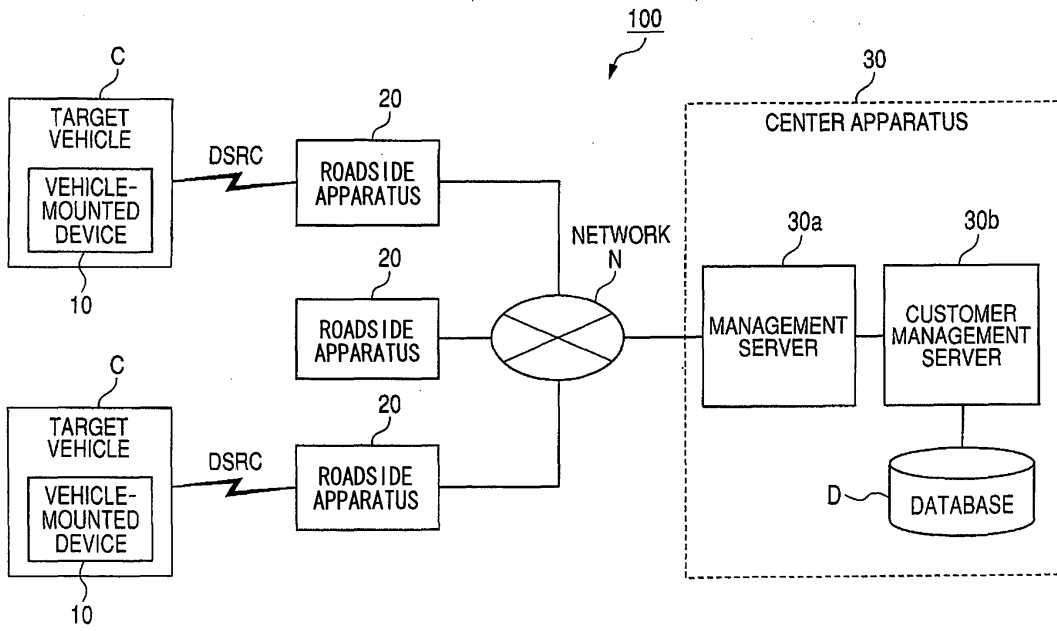 100
C
TARGET
VEHICLE
VEHICLE-
MOUNTED
DEVICE
10
DSRC
20
ROADSIDE
APPARATUS
20
ROADSIDE
APPARATUS
C
TARGET
VEHICLE
VEHICLE-
MOUNTED
DEVICE
10
DSRC
20
ROADSIDE
APPARATUS
NETWORK
N
30
CENTER APPARATUS
30a
MANAGEMENT
SERVER
30b
CUSTOMER
MANAGEMENT
SERVER
D
DATABASE